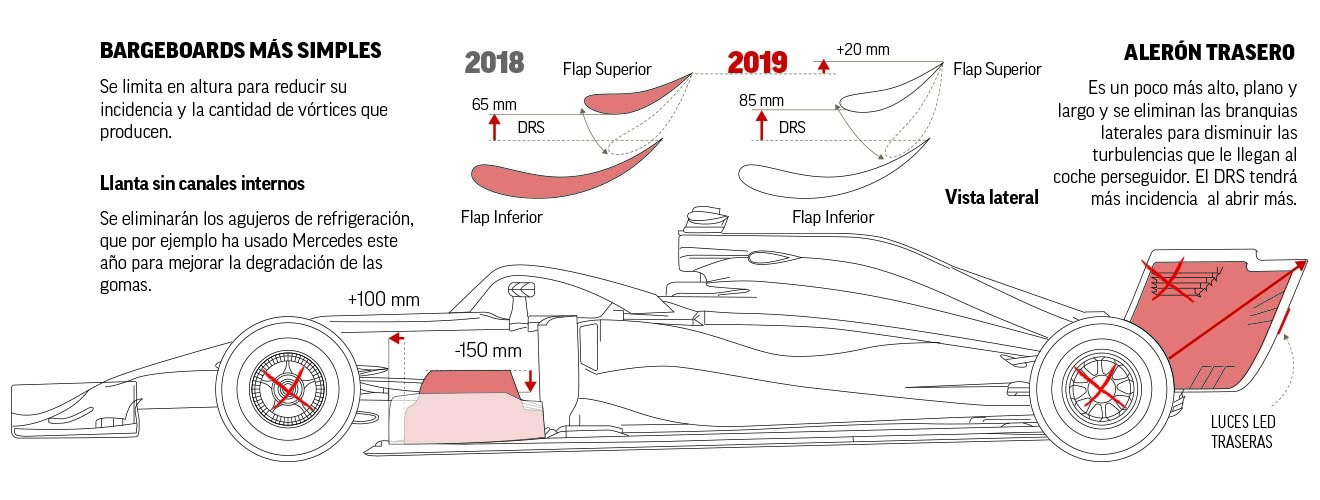 BARGEBOARDS MÁS SIMPLES
Se limita en altura para reducir su
incidencia y la cantidad de vórtices que
producen.
Llanta sin canales internos
Se eliminarán los agujeros de refrigeración,
que por ejemplo ha usado Mercedes este
año para mejorar la degradación de las
gomas.
2018
Flap Superior
65 mm
DRS
Flap Inferior
2019
+20 mm
Flap Superior
85 mm
DRS
Flap Inferior
Vista lateral
ALERÓN TRASERO
Es un poco más alto, plano y
largo y se eliminan las branquias
laterales para disminuir las
turbulencias que le llegan al
coche perseguidor. El DRS tendrá
más incidencia al abrir más.
+100 mm
-150 mm
LUCES LED
TRASERAS